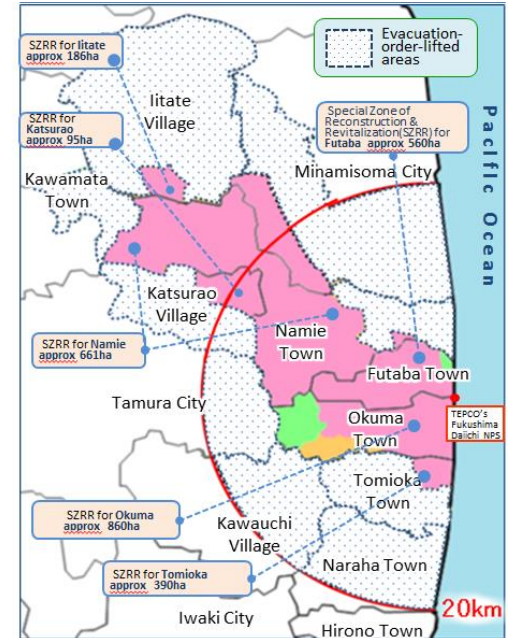 SZRR for Iitate
approx 186ha
Evacuation-
order-lifted
areas
Iitate
Village
SZRR for
Katsurao
approx 95ha
Special Zone of
Reconstruction &
Revitalization(SZRR) for
Futaba approx 560ha
Pacific Ocean
Kawamata
Town
Minamisoma City
Katsurao
Village
Namie
Town
SZRR for Namie
approx 661ha
Futaba Town
Tamura City
Okuma
Town
TEPCO's
Fukushima
Daiichi NPS
Tomioka
Town
SZRR for Okuma
approx 860ha
Kawauchi
Village
SZRR for Tomioka
approx 390ha
Naraha Town
20km
Iwaki City
Hirono Town